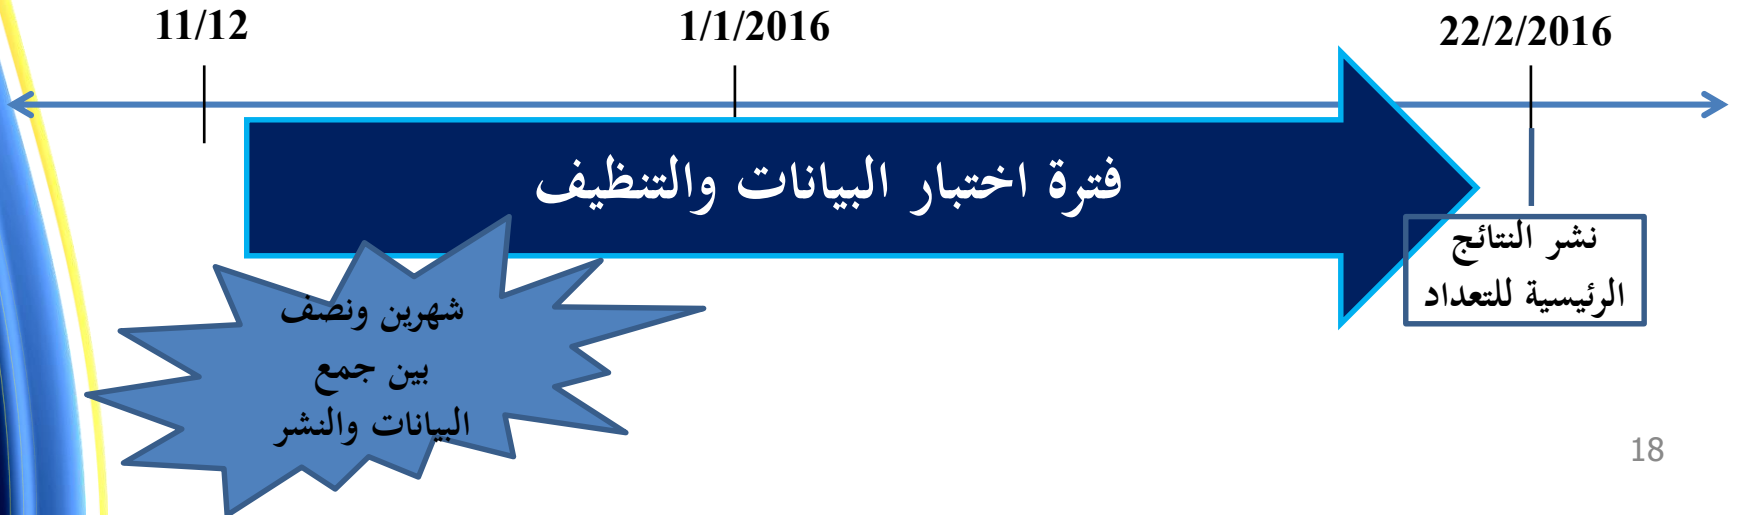 11/12
1/1/2016
22/2/2016
فترة اختبار البيانات والتنظيف
نشر النتائج
الرئيسية للتعداد
شهرين ونصف
بين جمع
البيانات والنشر
18